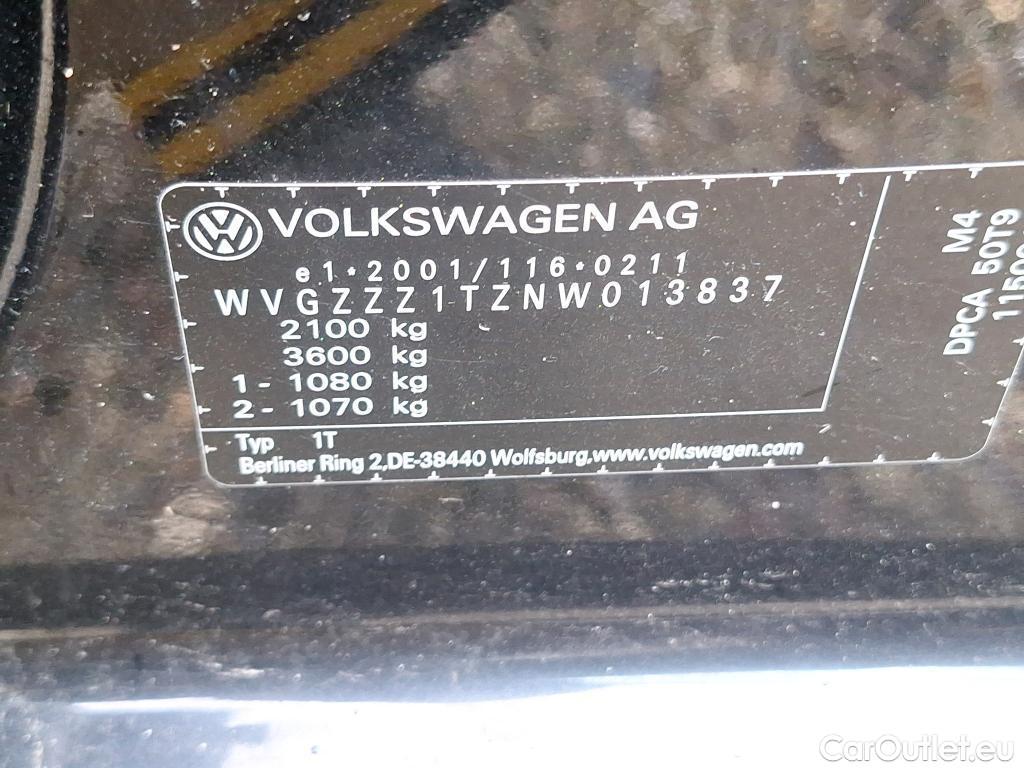 VOLKSWAGEN AG
e1*2001/116*0211
WVGZZZ1TZNW013837
2100 kg
3600 kg
1 - 1080 kg
2 - 1070 kg
Typ 1T
Berliner Ring 2,DE-38440 Wolfsburg,www.volkswagen.com
M4
DPCA 50T9
CarOutlet.eu